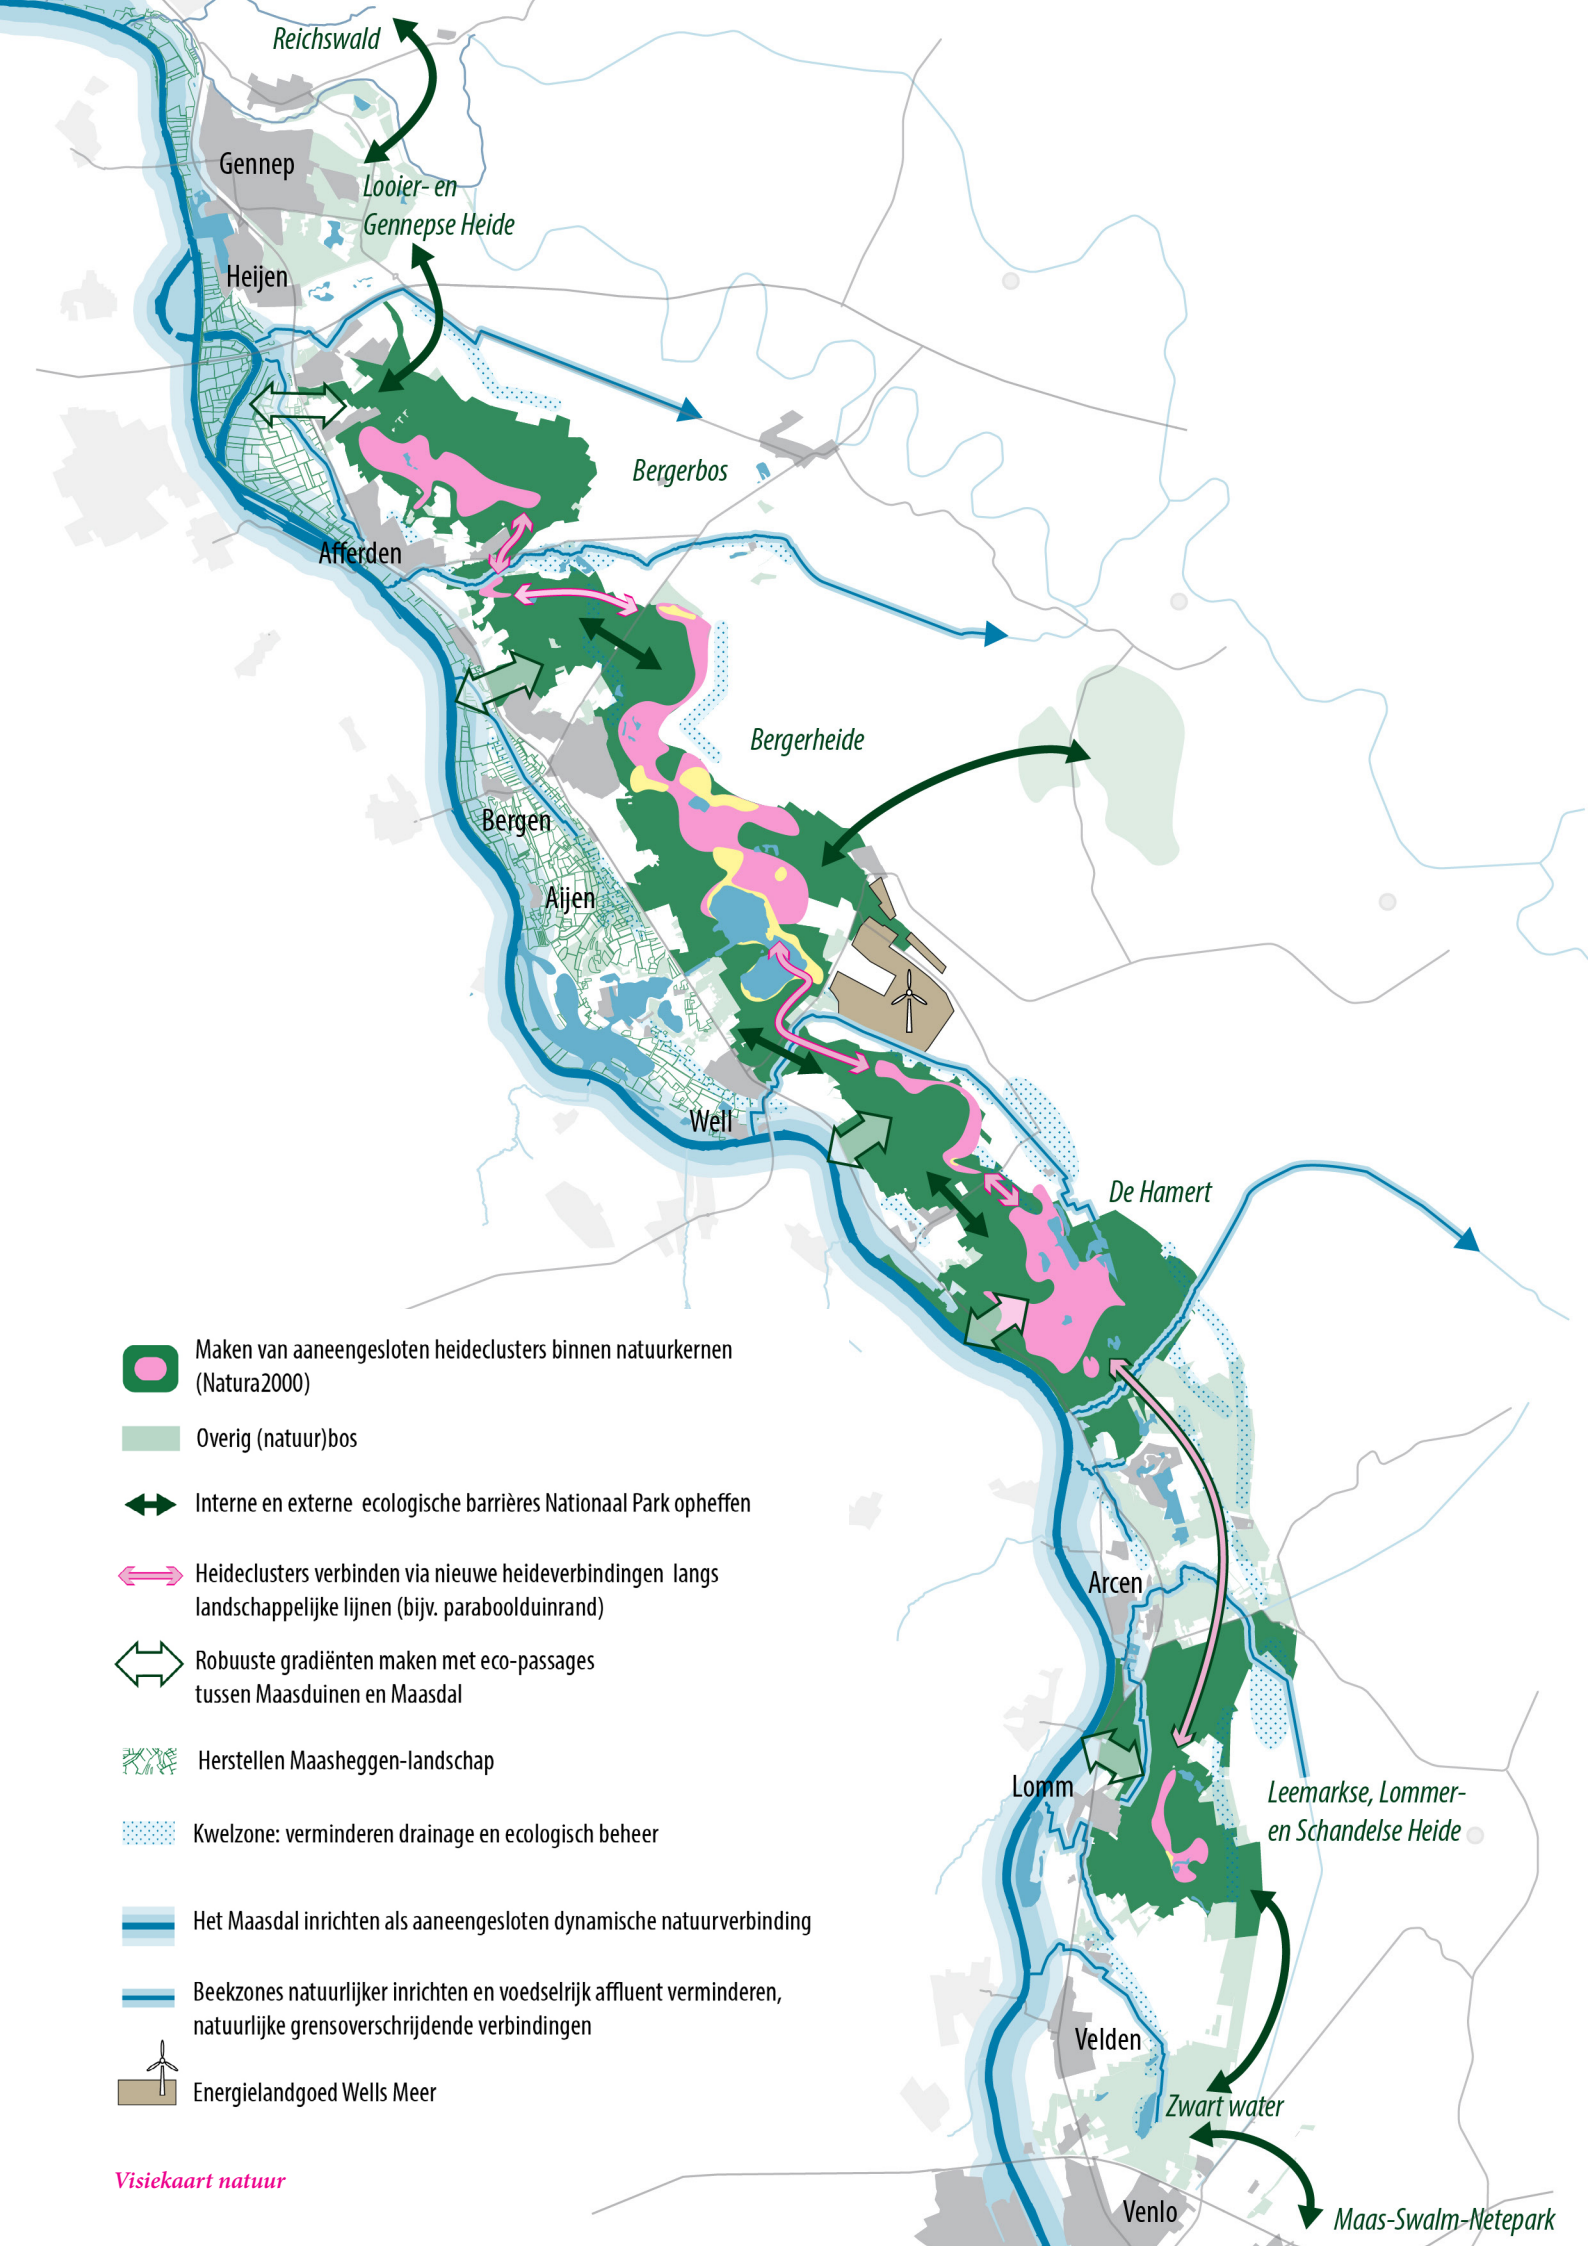 Reichswald
Gennep
Looier- en
Gennepse Heide
Heijen
Bergerbos
Afferden
Bergerheide
Bergen
Aijen
Well
De Hamert
Maken van aaneengesloten heideclusters binnen natuurkernen
(Natura2000)
Overig (natuur)bos
Interne en externe ecologische barrières Nationaal Park opheffen
Heideclusters verbinden via nieuwe heideverbindingen langs
landschappelijke lijnen (bijv. paraboolduinrand)
Arcen
Robuuste gradiënten maken met eco-passages
tussen Maasduinen en Maasdal
Herstellen Maasheggen-landschap
Lomm
Leemarkse, Lommer-
en Schandelse Heide
Kwelzone: verminderen drainage en ecologisch beheer
Het Maasdal inrichten als aaneengesloten dynamische natuurverbinding
Beekzones natuurlijker inrichten en voedselrijk affluent verminderen,
natuurlijke grensoverschrijdende verbindingen
Velden
Energielandgoed Wells Meer
Zwart water
Visiekaart natuur
Venlo
Maas-Swalm-Netepark